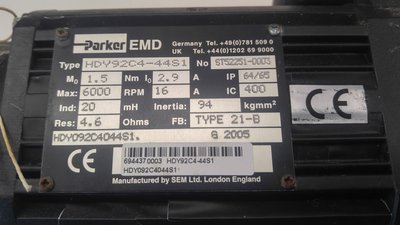 Parker EMD Germany Tel. +49(0)781 509 0
UK Tel. +44(0)1202 69 9000
Type HDY92C4-44S1 No ST52251-0003
M₀ 1.5 Nm I₀ 2.9 A IP 64/65
Max: 6000 RPM 16 A IC 400
Ind: 20 mH Inertia: 94 kgmm²
Res: 4.6 Ohms FB: TYPE 21-B
HDY092C4044S1. G 2005
6944370003 HDY92C4-44S1
HDY092C4044S1
Manufactured by SEM Ltd. London England
CE